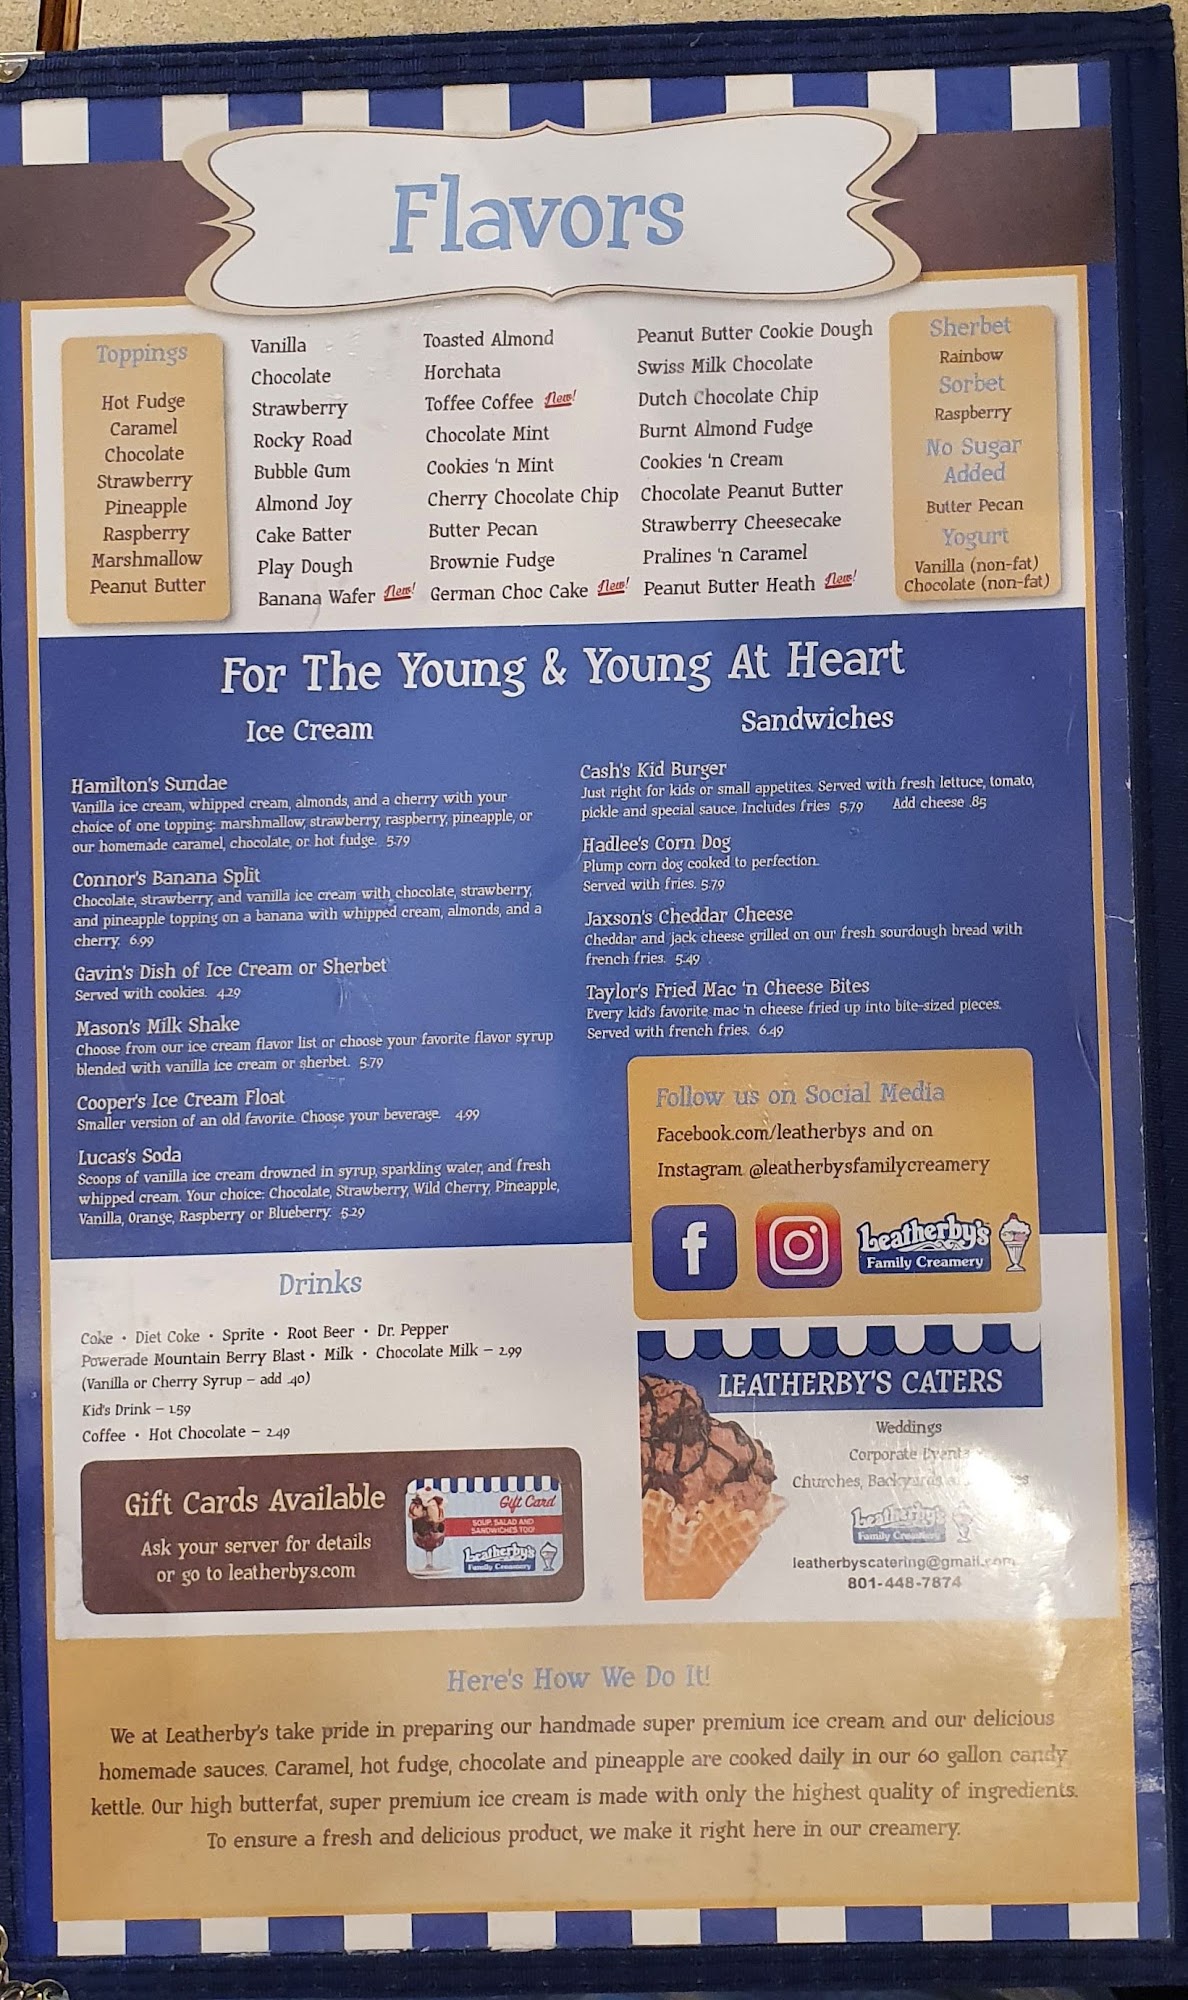 Flavors
Toppings
Hot Fudge
Caramel
Chocolate
Strawberry
Pineapple
Raspberry
Marshmallow
Peanut Butter
Vanilla
Chocolate
Strawberry
Rocky Road
Bubble Gum
Almond Joy
Cake Batter
Play Dough
Banana Wafer New!
Toasted Almond
Horchata
Toffee Coffee New!
Chocolate Mint
Cookies 'n Mint
Cherry Chocolate Chip
Butter Pecan
Brownie Fudge
German Choc Cake New!
Peanut Butter Cookie Dough
Swiss Milk Chocolate
Dutch Chocolate Chip
Burnt Almond Fudge
Cookies 'n Cream
Chocolate Peanut Butter
Strawberry Cheesecake
Pralines 'n Caramel
Peanut Butter Heath New!
Sherbet
Rainbow
Sorbet
Raspberry
No Sugar
Added
Butter Pecan
Yogurt
Vanilla (non-fat)
Chocolate (non-fat)
For The Young & Young At Heart
Ice Cream
Hamilton's Sundae
Vanilla ice cream, whipped cream, almonds, and a cherry with your
choice of one topping: marshmallow, strawberry, raspberry, pineapple, or
our homemade caramel, chocolate, or hot fudge. 5.79
Connor's Banana Split
Chocolate, strawberry, and vanilla ice cream with chocolate, strawberry,
and pineapple topping on a banana with whipped cream, almonds, and a
cherry. 6.99
Gavin's Dish of Ice Cream or Sherbet
Served with cookies. 4.29
Mason's Milk Shake
Choose from our ice cream flavor list or choose your favorite flavor syrup
blended with vanilla ice cream or sherbet. 5.79
Cooper's Ice Cream Float
Smaller version of an old favorite. Choose your beverage. 4.99
Lucas's Soda
Scoops of vanilla ice cream drowned in syrup, sparkling water, and fresh
whipped cream. Your choice: Chocolate, Strawberry, Wild Cherry, Pineapple,
Vanilla, Orange, Raspberry or Blueberry. 5.29
Sandwiches
Cash's Kid Burger
Just right for kids or small appetites. Served with fresh lettuce, tomato,
pickle and special sauce. Includes fries 5.79 Add cheese .85
Hadlee's Corn Dog
Plump corn dog cooked to perfection.
Served with fries. 5.79
Jaxson's Cheddar Cheese
Cheddar and jack cheese grilled on our fresh sourdough bread with
french fries. 5.49
Taylor's Fried Mac 'n Cheese Bites
Every kid's favorite mac 'n cheese fried up into bite-sized pieces.
Served with french fries. 6.49
Follow us on Social Media
Facebook.com/leatherbys and on
Instagram @leatherbysfamilycreamery
f
Leatherby's
Family Creamery
Drinks
Coke • Diet Coke • Sprite • Root Beer • Dr. Pepper
Powerade Mountain Berry Blast • Milk • Chocolate Milk – 2.99
(Vanilla or Cherry Syrup – add .40)
Kid's Drink – 1.59
Coffee • Hot Chocolate – 2.49
Gift Cards Available
Ask your server for details
or go to leatherbys.com
Gift Card
SOUP, SALAD AND
SANDWICHES TOO!
Leatherby's
Family Creamery
LEATHERBY'S CATERS
Weddings
Corporate Events
Churches, Backyards
Leatherby's
Family Creamery
leatherbyscatering@gmail.com
801-448-7874
Here's How We Do It!
We at Leatherby's take pride in preparing our handmade super premium ice cream and our delicious
homemade sauces. Caramel, hot fudge, chocolate and pineapple are cooked daily in our 60 gallon candy
kettle. Our high butterfat, super premium ice cream is made with only the highest quality of ingredients.
To ensure a fresh and delicious product, we make it right here in our creamery.